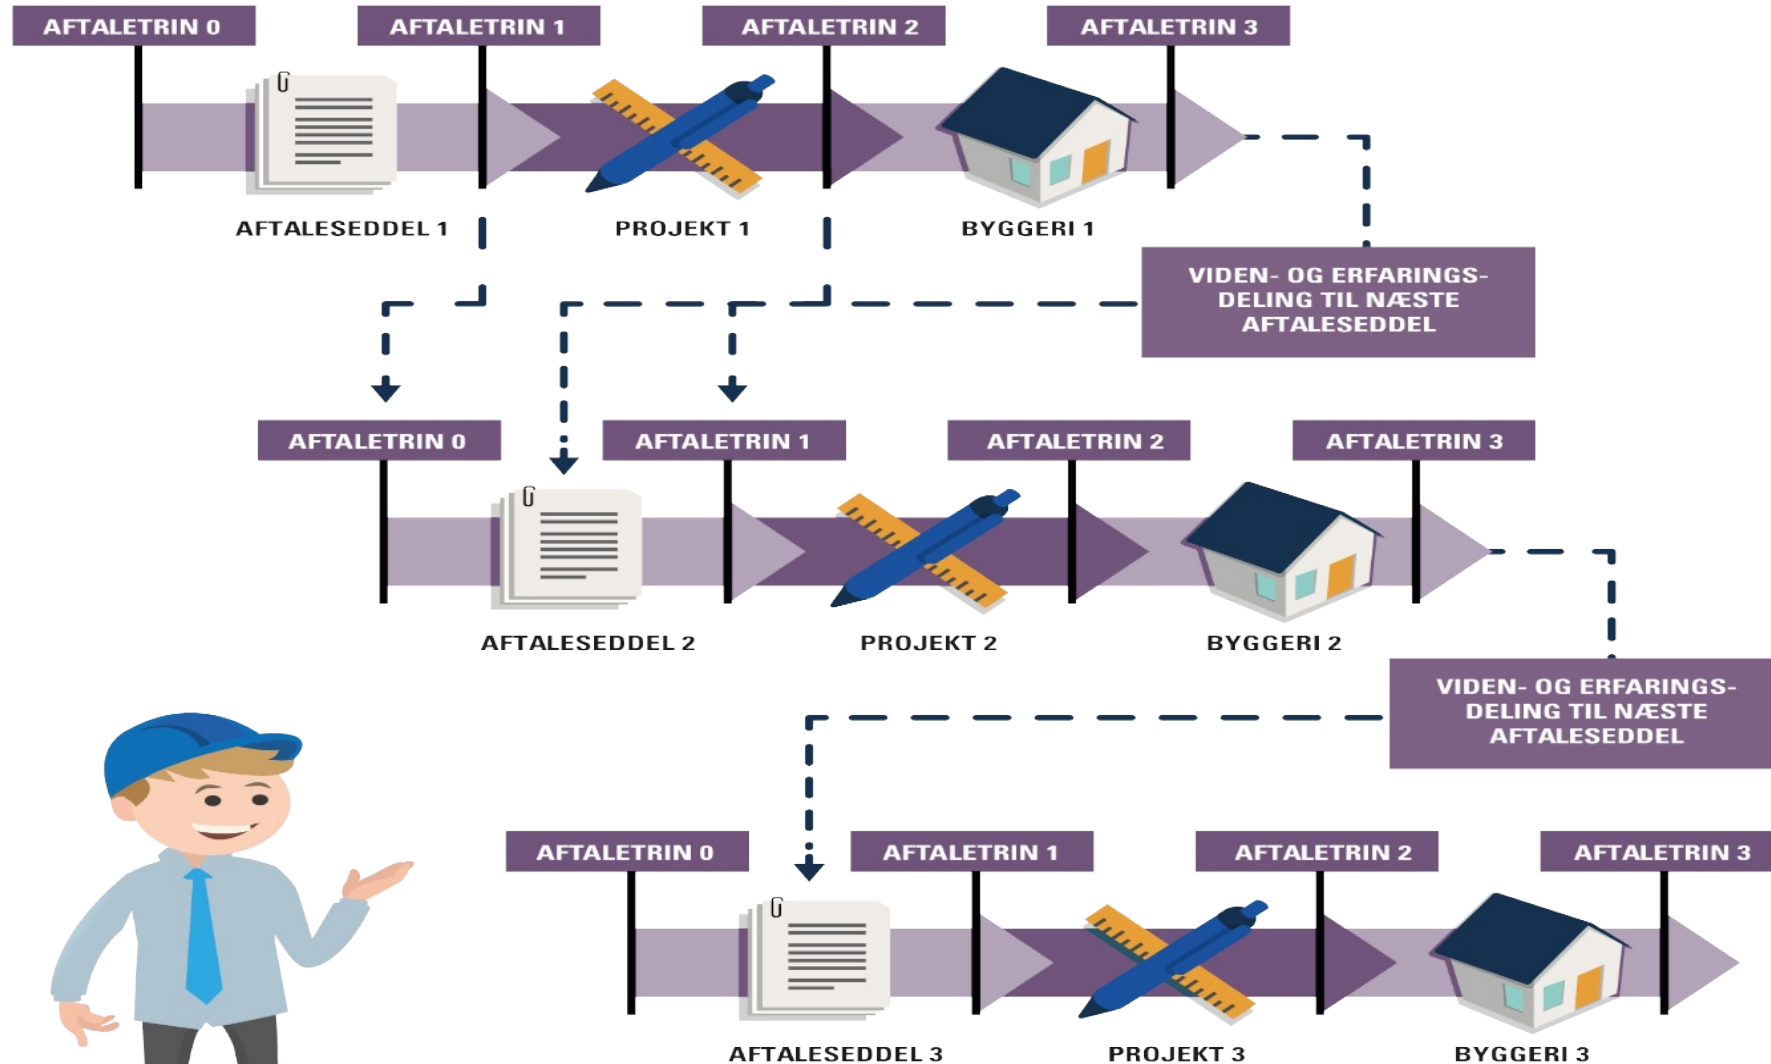 AFTALETRIN 0
AFTALETRIN 1
AFTALETRIN 2
AFTALETRIN 3
AFTALESEDDEL 1
PROJEKT 1
BYGGERI 1
VIDEN- OG ERFARINGS-
DELING TIL NÆSTE
AFTALESEDDEL
AFTALETRIN 0
AFTALETRIN 1
AFTALETRIN 2
AFTALETRIN 3
AFTALESEDDEL 2
PROJEKT 2
BYGGERI 2
VIDEN- OG ERFARINGS-
DELING TIL NÆSTE
AFTALESEDDEL
AFTALETRIN 0
AFTALETRIN 1
AFTALETRIN 2
AFTALETRIN 3
AFTALESEDDEL 3
PROJEKT 3
BYGGERI 3